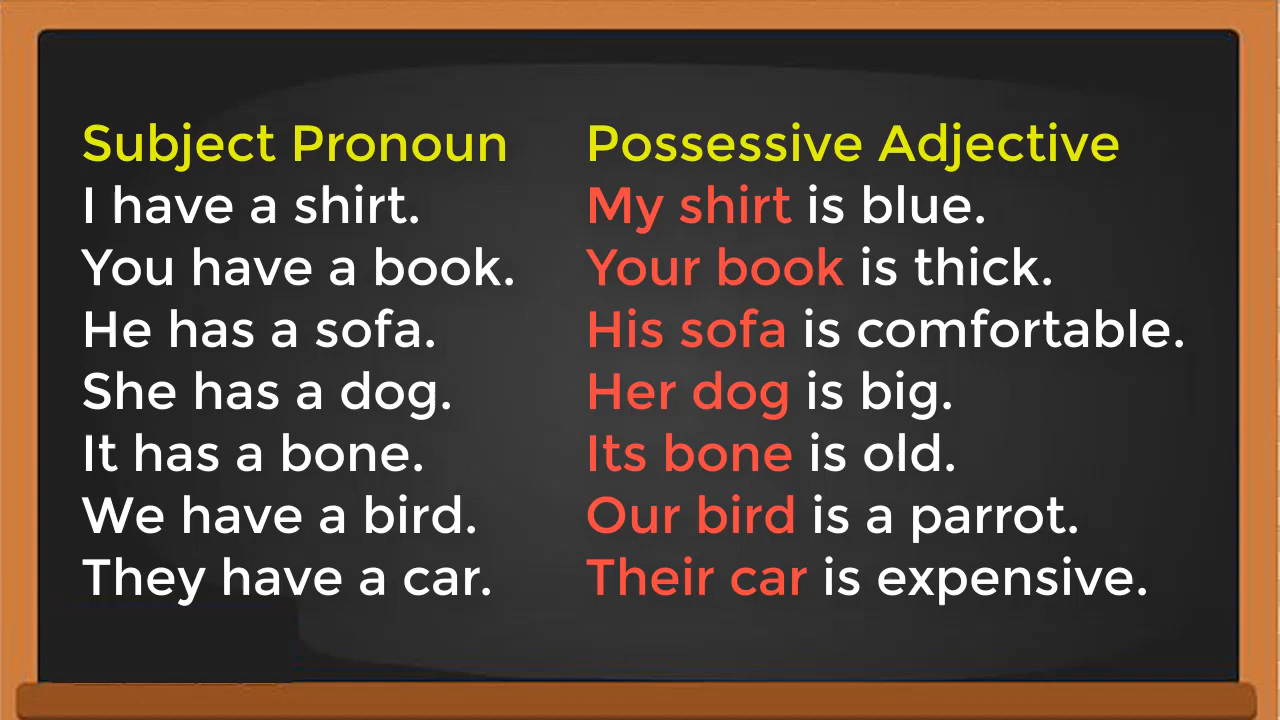 Subject Pronoun Possessive Adjective
I have a shirt. My shirt is blue.
You have a book. Your book is thick.
He has a sofa. His sofa is comfortable.
She has a dog. Her dog is big.
It has a bone. Its bone is old.
We have a bird. Our bird is a parrot.
They have a car. Their car is expensive.